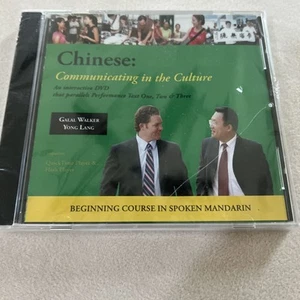 Chinese:
Communicating in the Culture
An instruction DVD
that parallels Performance Text One, Two & Three
GALAL WALKER
YONG LANG
BEGINNING COURSE IN SPOKEN MANDARIN